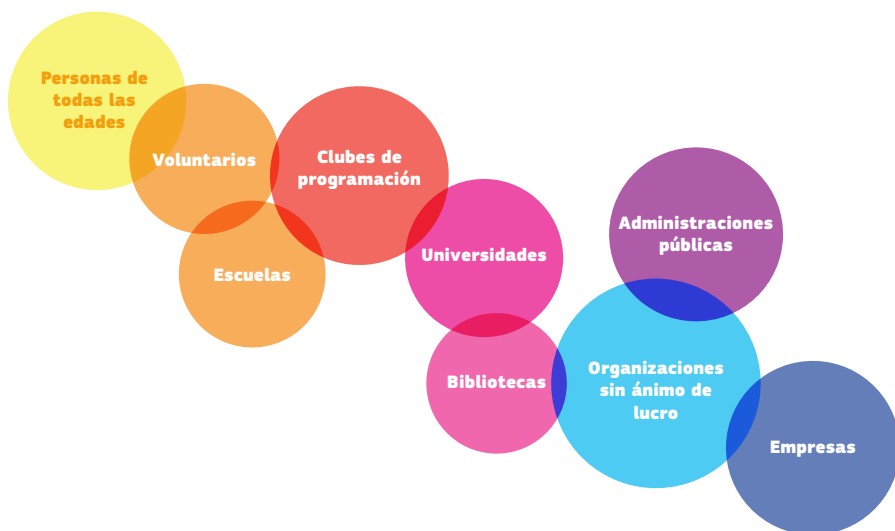 Personas de
todas las
edades
Voluntarios
Clubes de
programación
Escuelas
Universidades
Administraciones
públicas
Bibliotecas
Organizaciones
sin ánimo de
lucro
Empresas